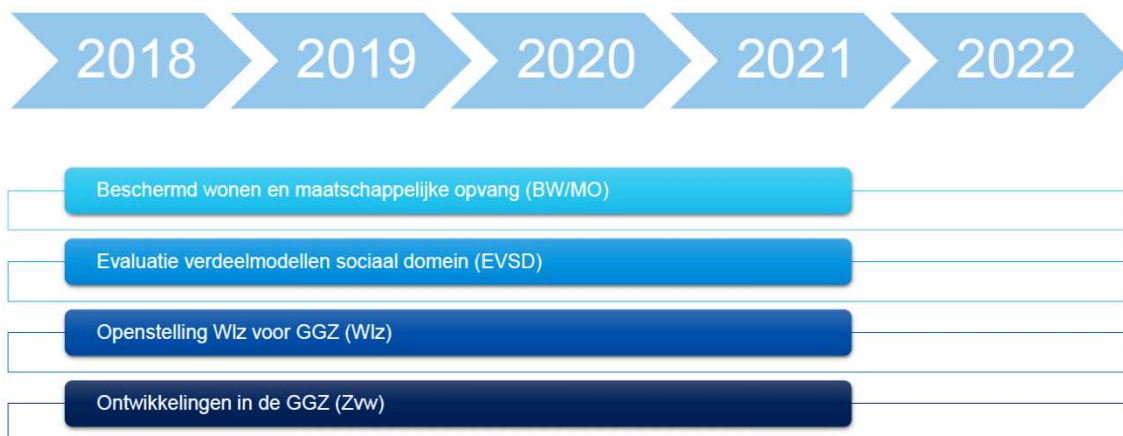 2018 2019 2020 2021 2022
Beschermd wonen en maatschappelijke opvang (BW/MO)
Evaluatie verdeelmodellen sociaal domein (EVSD)
Openstelling Wlz voor GGZ (Wlz)
Ontwikkelingen in de GGZ (Zvw)